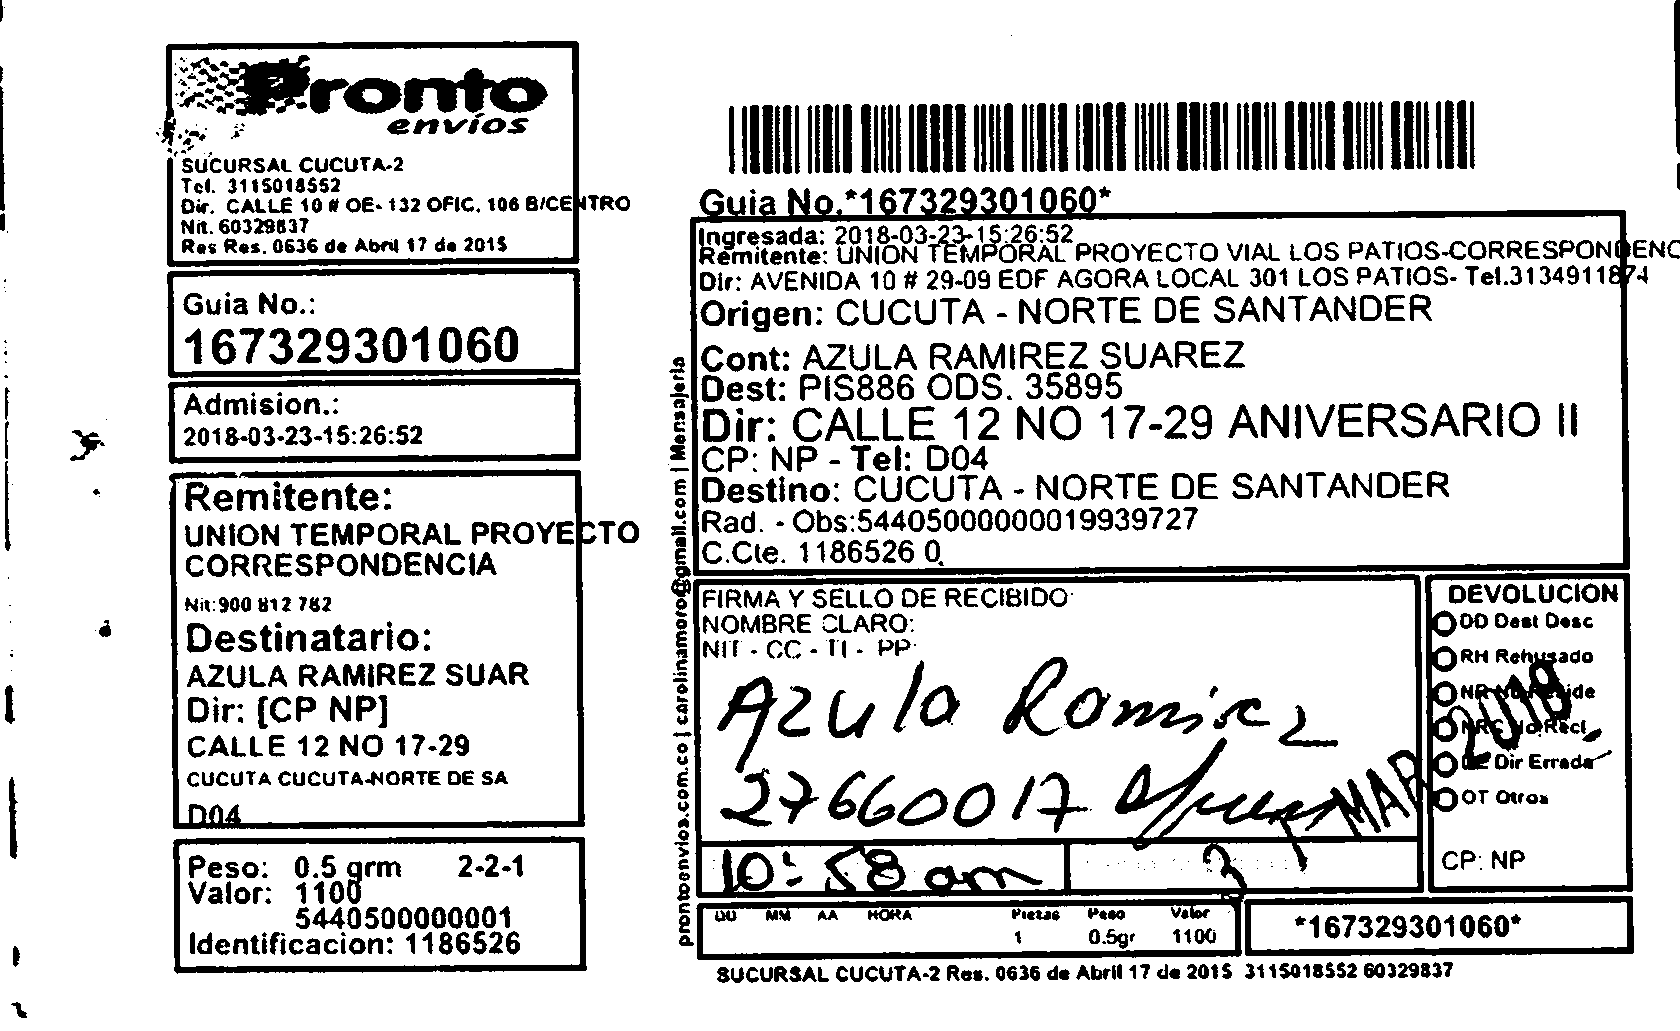 Pronto
envíos
SUCURSAL CUCUTA-2
Tel. 3115018552
Dir. CALLE 10 # OE- 132 OFIC. 106 B/CENTRO
Nit. 60329837
Res Res. 0636 de Abril 17 de 2015
Guia No.:
167329301060
Admision.:
2018-03-23-15:26:52
Remitente:
UNION TEMPORAL PROYECTO
CORRESPONDENCIA
Nit:900 812 782
Destinatario:
AZULA RAMIREZ SUAR
Dir: [CP NP]
CALLE 12 NO 17-29
CUCUTA CUCUTA-NORTE DE SA
D04
Peso: 0.5 grm 2-2-1
Valor: 1100
5440500000001
Identificacion: 1186526
prontoenvios.com.co | carolinamoro@gmail.com | Mensajeria
Guia No.*167329301060*
Ingresada: 2018-03-23-15:26:52
Remitente: UNION TEMPORAL PROYECTO VIAL LOS PATIOS-CORRESPONDENC
Dir: AVENIDA 10 # 29-09 EDF AGORA LOCAL 301 LOS PATIOS- Tel.3134911874
Origen: CUCUTA - NORTE DE SANTANDER
Cont: AZULA RAMIREZ SUAREZ
Dest: PIS886 ODS. 35895
Dir: CALLE 12 NO 17-29 ANIVERSARIO II
CP: NP - Tel: D04
Destino: CUCUTA - NORTE DE SANTANDER
Rad. - Obs:54405000000019939727
C.Cte. 1186526 0
FIRMA Y SELLO DE RECIBIDO
NOMBRE CLARO:
NIT - CC - TI - PP
Azula Ramirez
27660017
10:58 am
MAR 2018
DEVOLUCION
DD Dest Desc
RH Rehusado
NR No Reside
NRC No Recl
DE Dir Errada
OT Otros
CP: NP
DD MM AA HORA Piezas Peso Valor
1 0.5gr 1100
*167329301060*
SUCURSAL CUCUTA-2 Res. 0636 de Abril 17 de 2015 3115018552 60329837